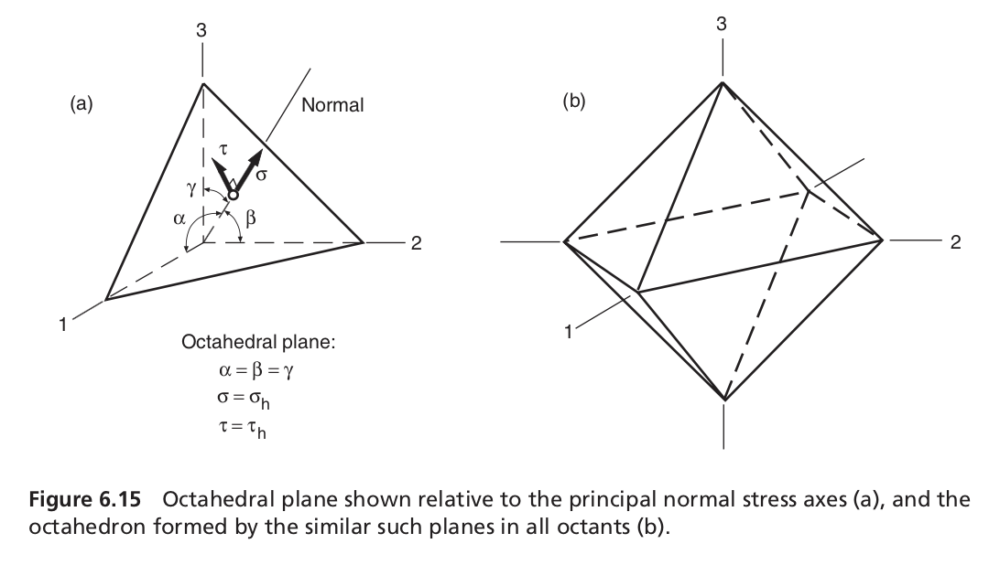 3
(a)
Normal
τ
σ
γ
α
β
2
1
Octahedral plane:
α = β = γ
σ = σh
τ = τh
3
(b)
2
1
Figure 6.15 Octahedral plane shown relative to the principal normal stress axes (a), and the
octahedron formed by the similar such planes in all octants (b).